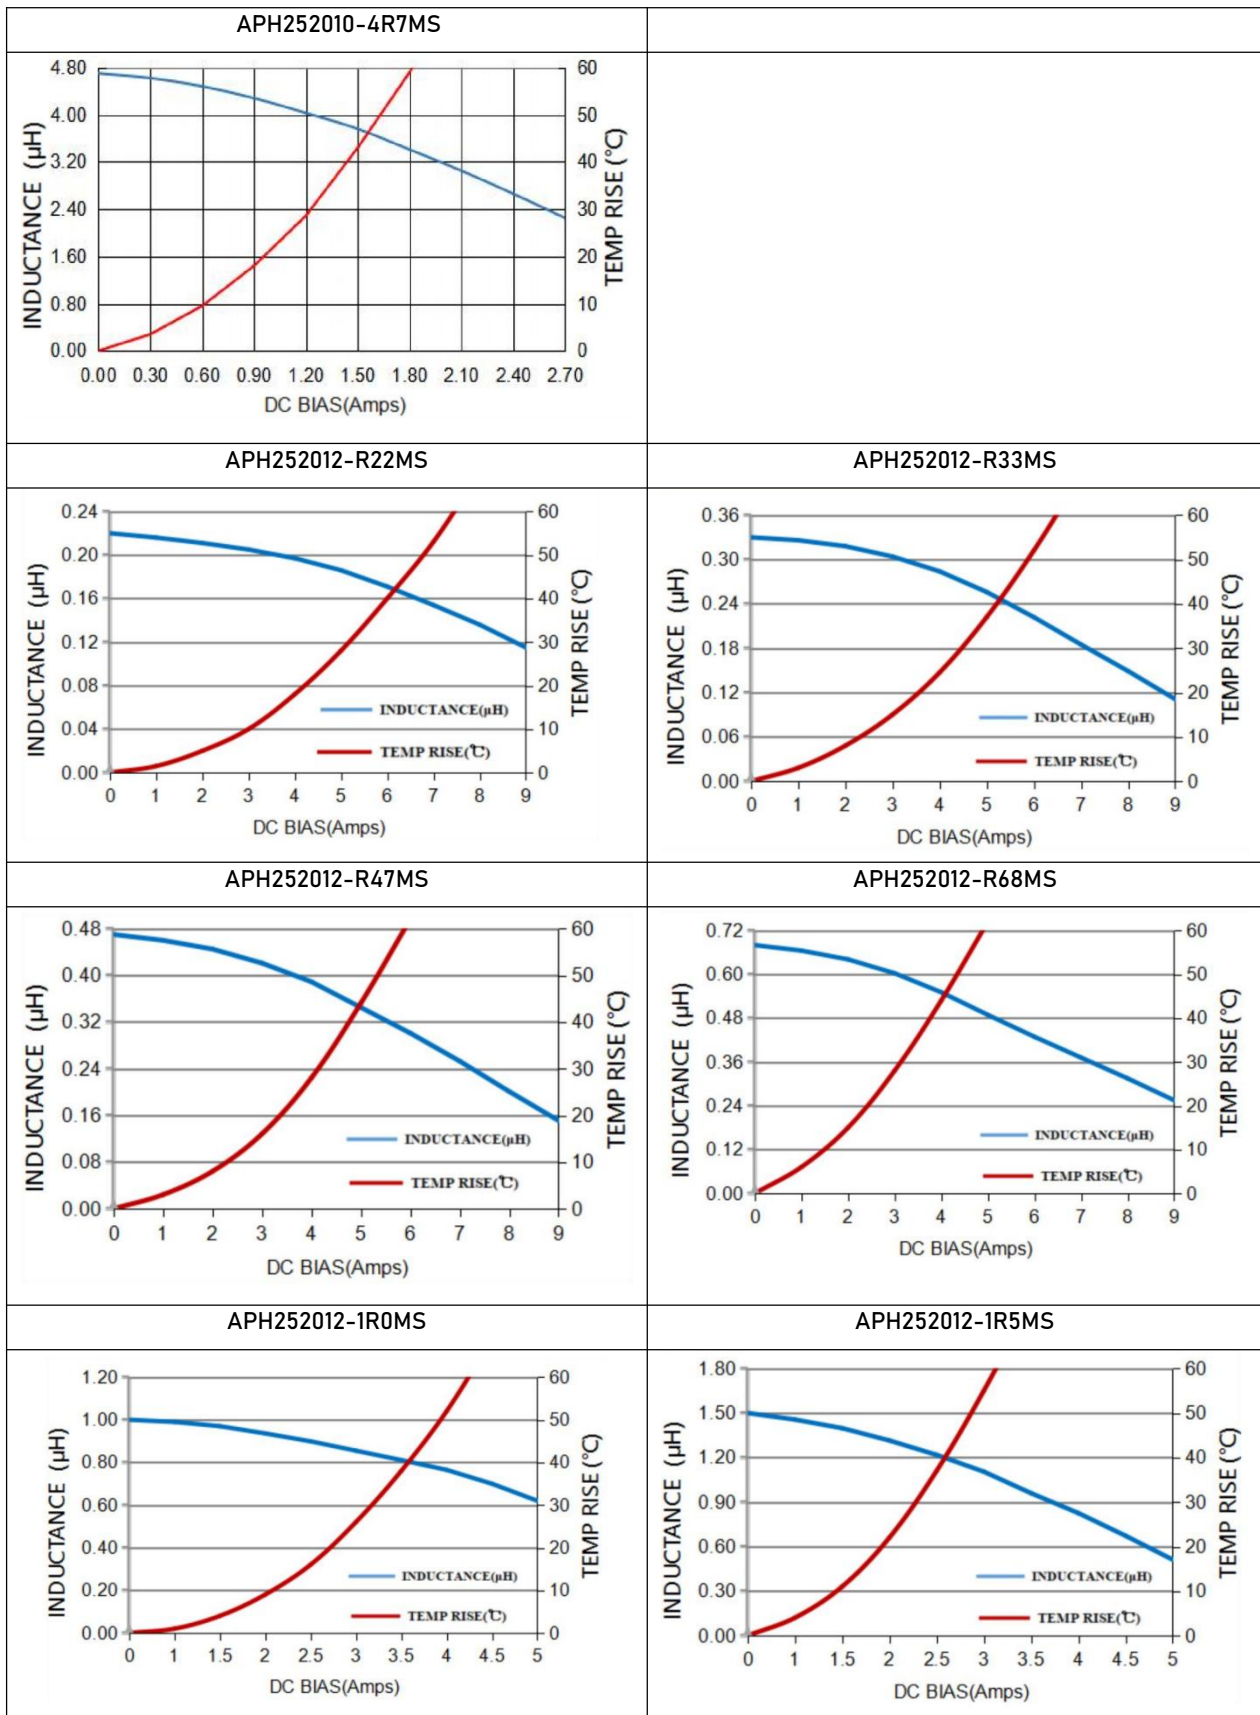 APH252010-4R7MS
INDUCTANCE (μH)
4.80
4.00
3.20
2.40
1.60
0.80
0.00
60
50
40
30
20
10
0
TEMP RISE (℃)
0.00 0.30 0.60 0.90 1.20 1.50 1.80 2.10 2.40 2.70
DC BIAS(Amps)
APH252012-R22MS
INDUCTANCE (μH)
0.24
0.20
0.16
0.12
0.08
0.04
0.00
60
50
40
30
20
10
0
TEMP RISE (℃)
INDUCTANCE(μH)
TEMP RISE(℃)
0 1 2 3 4 5 6 7 8 9
DC BIAS(Amps)
APH252012-R33MS
INDUCTANCE (μH)
0.36
0.30
0.24
0.18
0.12
0.06
0.00
60
50
40
30
20
10
0
TEMP RISE (℃)
INDUCTANCE(μH)
TEMP RISE(℃)
0 1 2 3 4 5 6 7 8 9
DC BIAS(Amps)
APH252012-R47MS
INDUCTANCE (μH)
0.48
0.40
0.32
0.24
0.16
0.08
0.00
60
50
40
30
20
10
0
TEMP RISE (℃)
INDUCTANCE(μH)
TEMP RISE(℃)
0 1 2 3 4 5 6 7 8 9
DC BIAS(Amps)
APH252012-R68MS
INDUCTANCE (μH)
0.72
0.60
0.48
0.36
0.24
0.12
0.00
60
50
40
30
20
10
0
TEMP RISE (℃)
INDUCTANCE(μH)
TEMP RISE(℃)
0 1 2 3 4 5 6 7 8 9
DC BIAS(Amps)
APH252012-1R0MS
INDUCTANCE (μH)
1.20
1.00
0.80
0.60
0.40
0.20
0.00
60
50
40
30
20
10
0
TEMP RISE (℃)
INDUCTANCE(μH)
TEMP RISE(℃)
0 1 1.5 2 2.5 3 3.5 4 4.5 5
DC BIAS(Amps)
APH252012-1R5MS
INDUCTANCE (μH)
1.80
1.50
1.20
0.90
0.60
0.30
0.00
60
50
40
30
20
10
0
TEMP RISE (℃)
INDUCTANCE(μH)
TEMP RISE(℃)
0 1 1.5 2 2.5 3 3.5 4 4.5 5
DC BIAS(Amps)